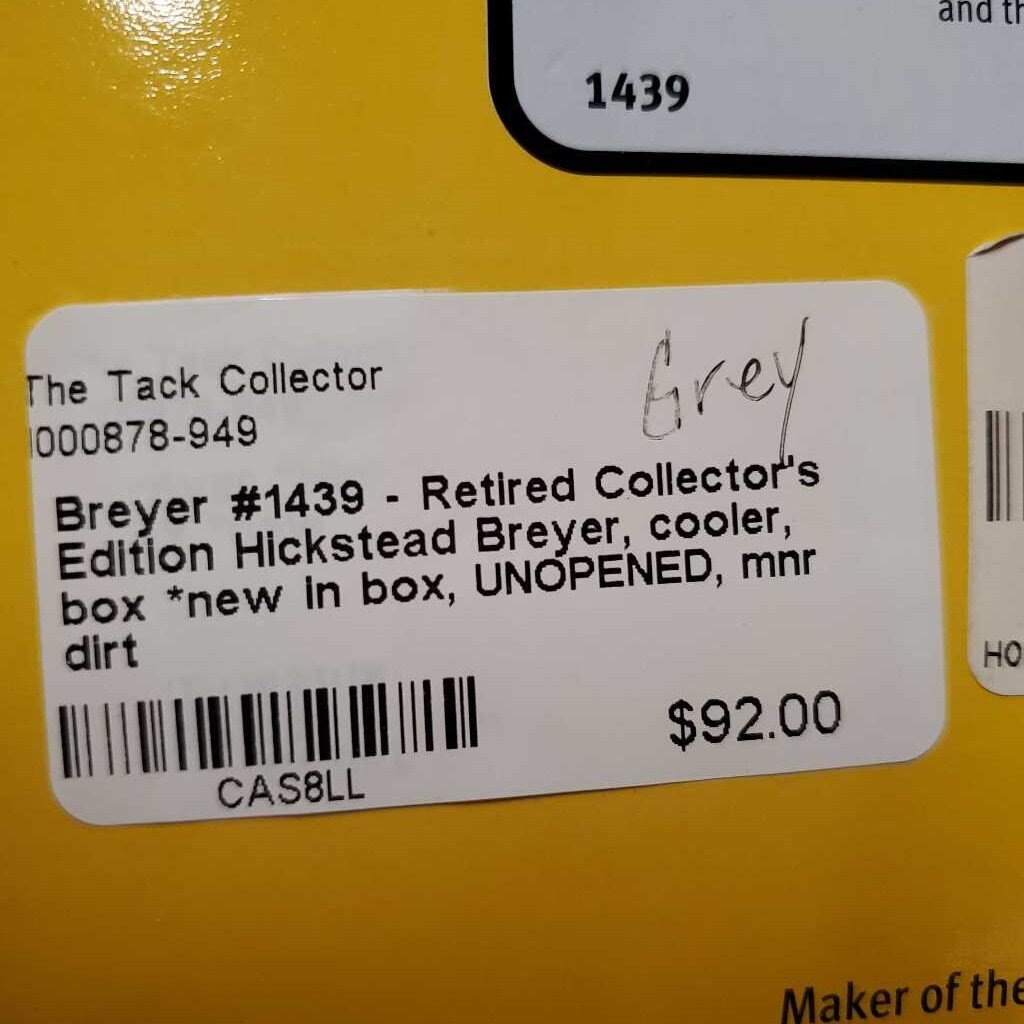 and th
1439
The Tack Collector
Grey
I000878-949
Breyer #1439 - Retired Collector's
Edition Hickstead Breyer, cooler,
box *new in box, UNOPENED, mnr
dirt
$92.00
CAS8LL
HO
Maker of the